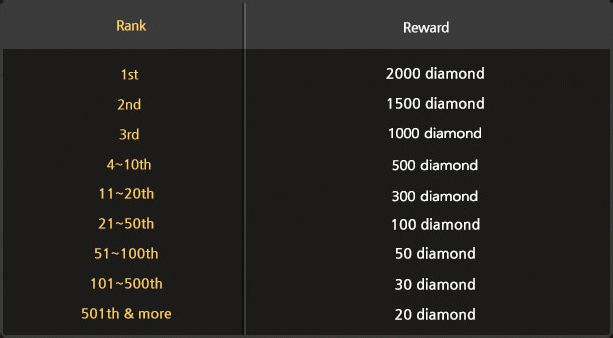 Rank Reward
1st 2000 diamond
2nd 1500 diamond
3rd 1000 diamond
4~10th 500 diamond
11~20th 300 diamond
21~50th 100 diamond
51~100th 50 diamond
101~500th 30 diamond
501th & more 20 diamond